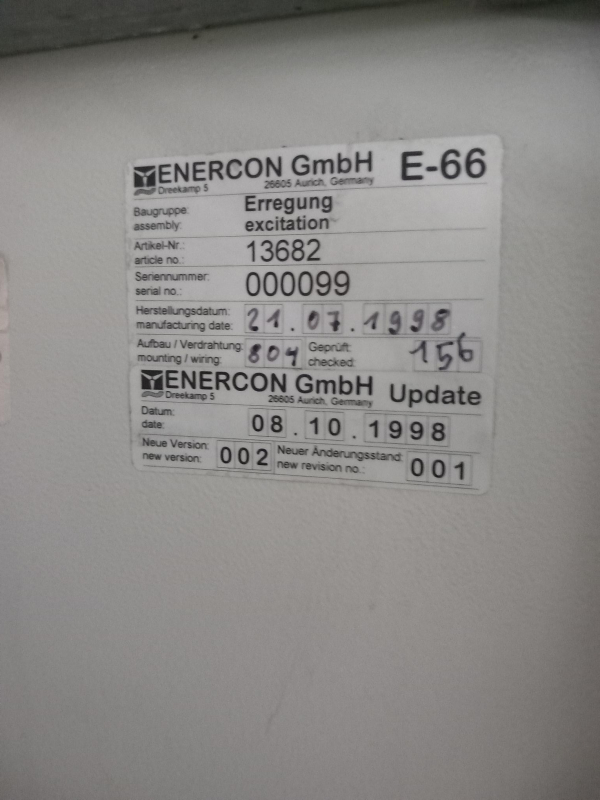 ENERCON GmbH E-66
Dreekamp 5 26605 Aurich, Germany
Baugruppe: Erregung
assembly: excitation
Artikel-Nr.:
article no.: 13682
Seriennummer:
serial no.: 000099
Herstellungsdatum:
manufacturing date: 21.07.1998
Aufbau / Verdrahtung: Geprüft:
mounting / wiring: 804 checked: 156
ENERCON GmbH Update
Dreekamp 5 26605 Aurich, Germany
Datum:
date: 08.10.1998
Neue Version: Neuer Änderungsstand:
new version: 002 new revision no.: 001